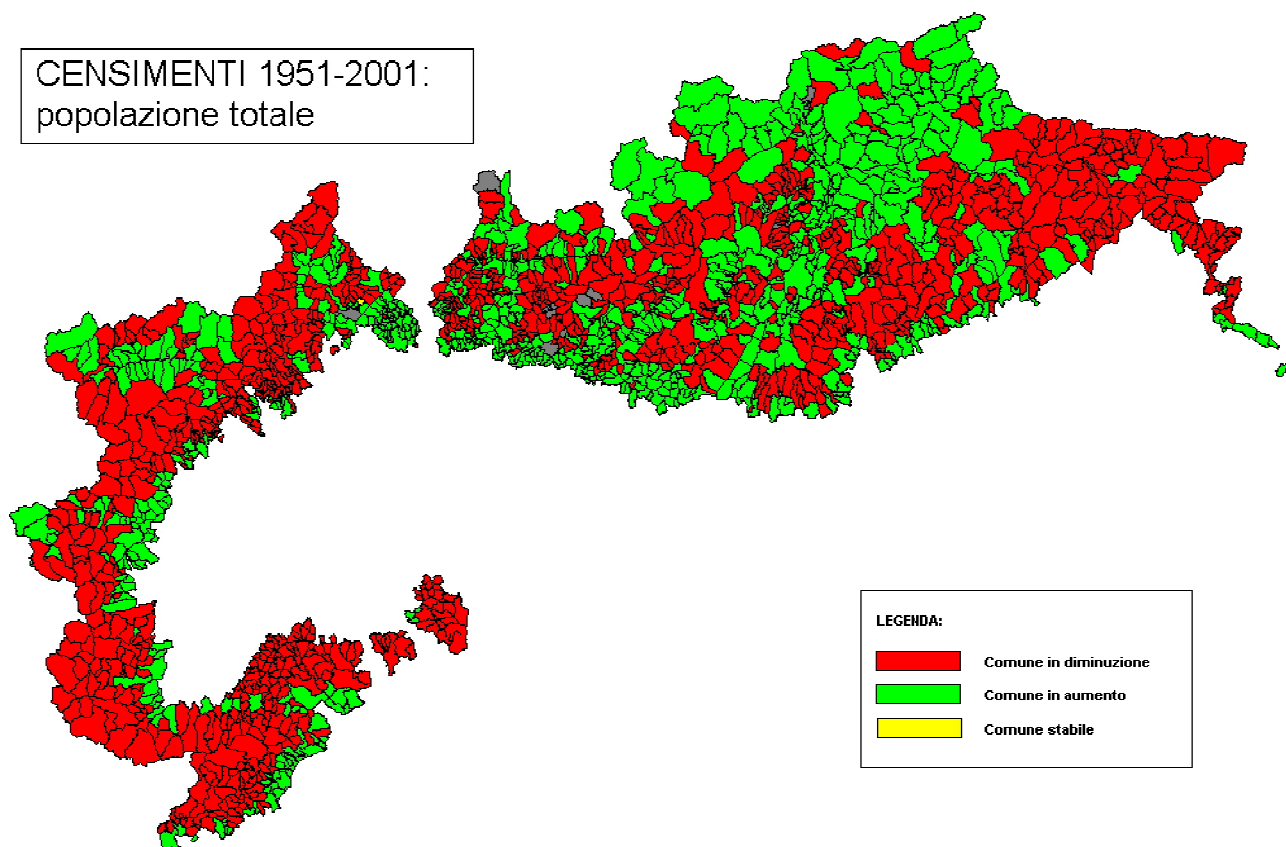 CENSIMENTI 1951-2001:
popolazione totale
LEGENDA:
Comune in diminuzione
Comune in aumento
Comune stabile